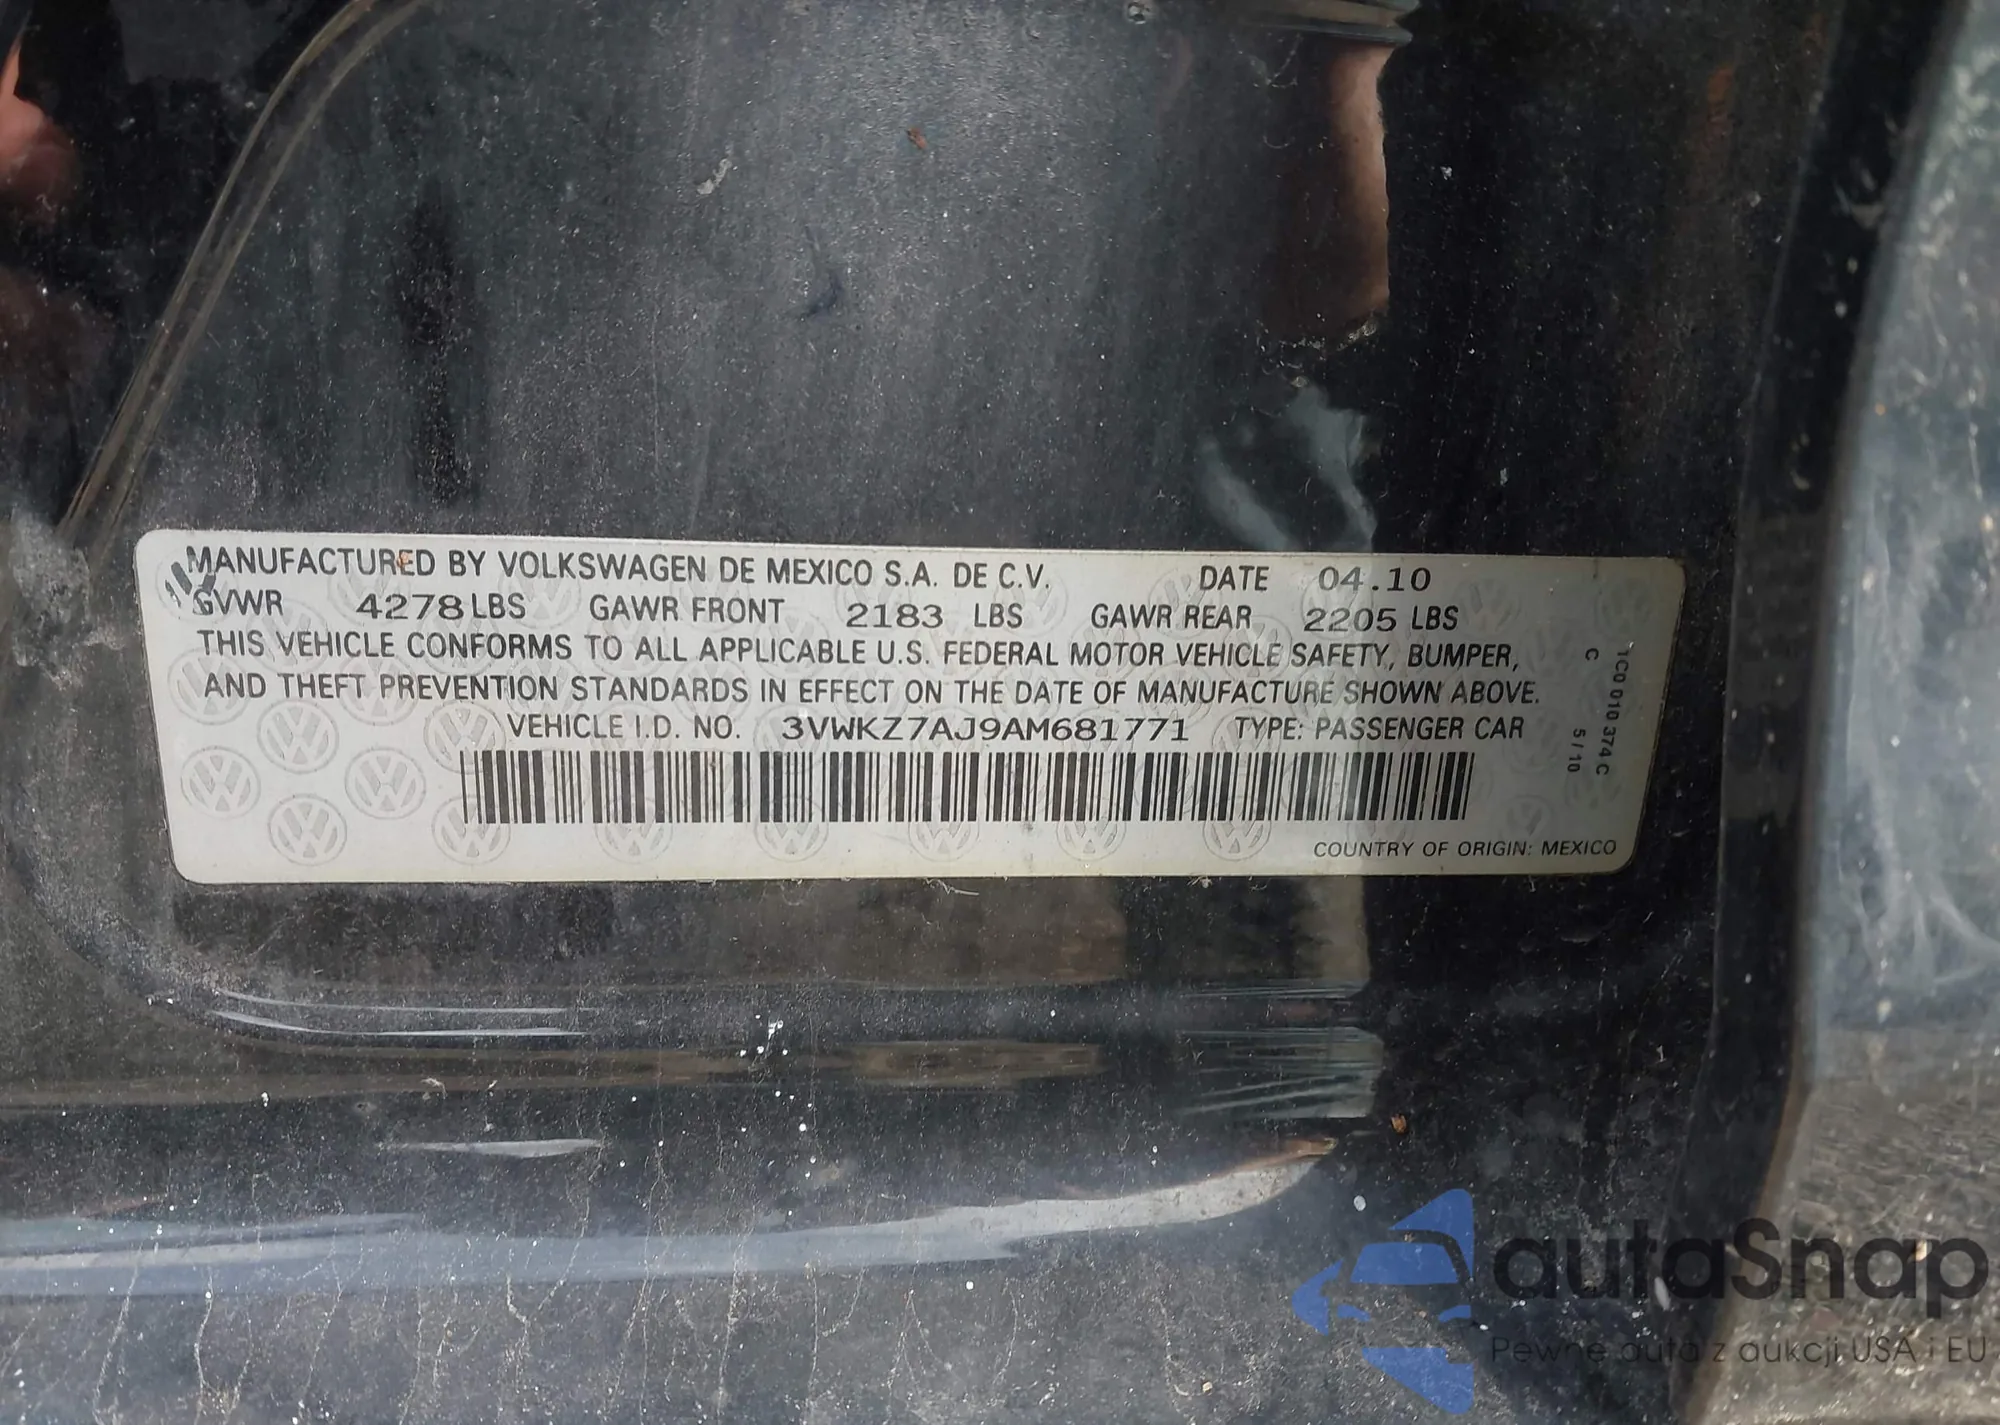 MANUFACTURED BY VOLKSWAGEN DE MEXICO S.A. DE C.V. DATE 04.10
GVWR 4278 LBS GAWR FRONT 2183 LBS GAWR REAR 2205 LBS
THIS VEHICLE CONFORMS TO ALL APPLICABLE U.S. FEDERAL MOTOR VEHICLE SAFETY, BUMPER,
AND THEFT PREVENTION STANDARDS IN EFFECT ON THE DATE OF MANUFACTURE SHOWN ABOVE.
VEHICLE I.D. NO. 3VWKZ7AJ9AM681771 TYPE: PASSENGER CAR
COUNTRY OF ORIGIN: MEXICO
1C0 010 374 C
C 5/10
autaSnap
Pewne auta z aukcji USA i EU